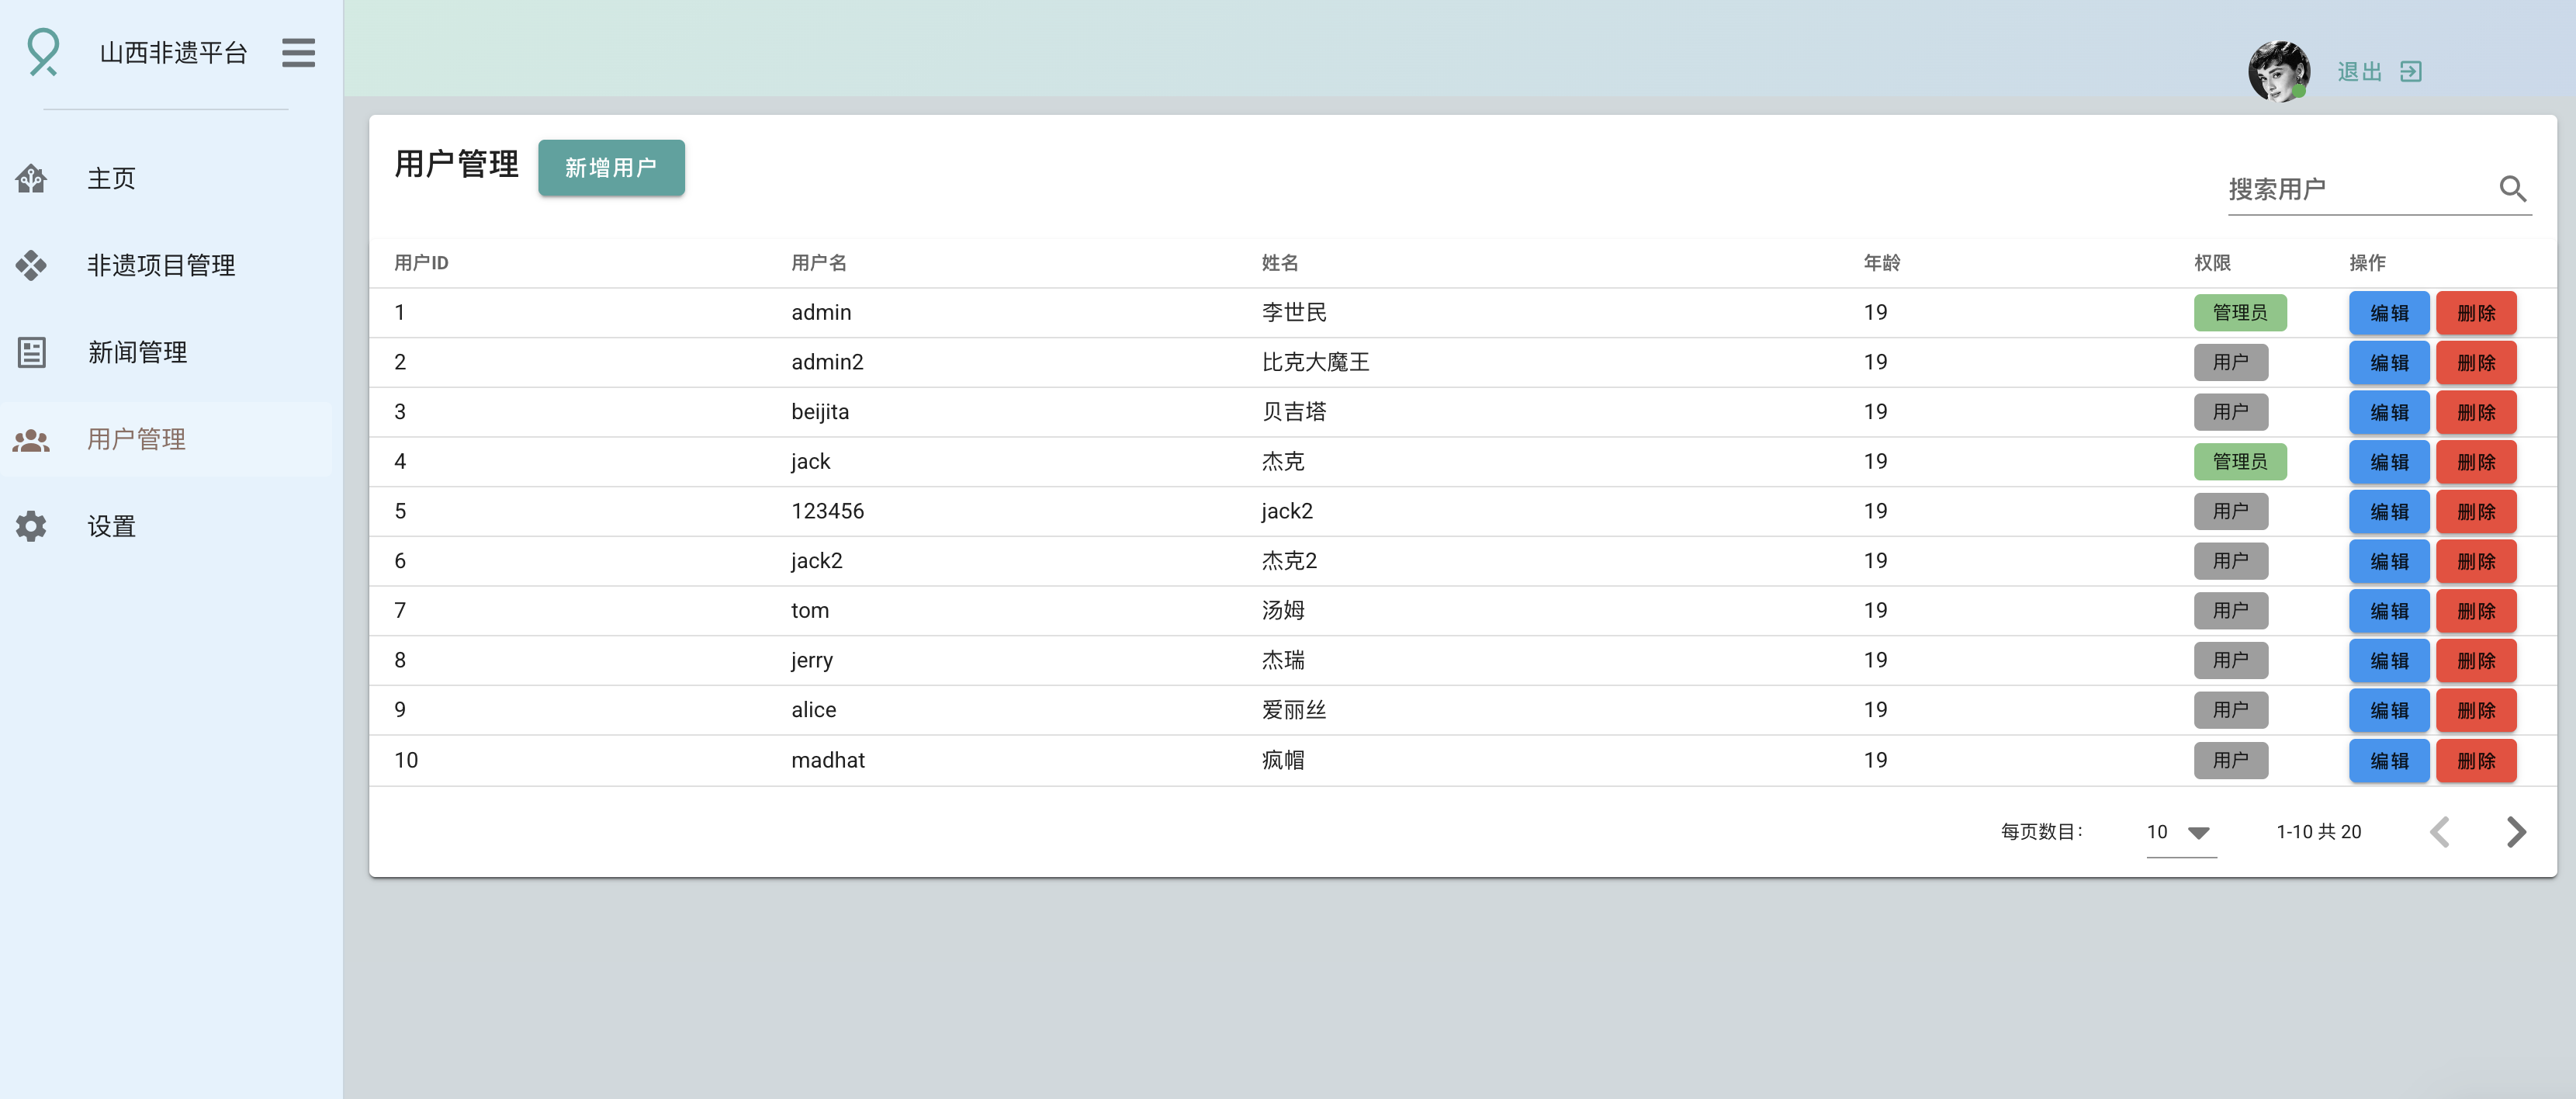 山西非遗平台
退出
主页
非遗项目管理
新闻管理
用户管理
设置
用户管理 新增用户
搜索用户
用户ID 用户名 姓名 年龄 权限 操作
1 admin 李世民 19 管理员 编辑 删除
2 admin2 比克大魔王 19 用户 编辑 删除
3 beijita 贝吉塔 19 用户 编辑 删除
4 jack 杰克 19 管理员 编辑 删除
5 123456 jack2 19 用户 编辑 删除
6 jack2 杰克2 19 用户 编辑 删除
7 tom 汤姆 19 用户 编辑 删除
8 jerry 杰瑞 19 用户 编辑 删除
9 alice 爱丽丝 19 用户 编辑 删除
10 madhat 疯帽 19 用户 编辑 删除
每页数目： 10 1-10 共 20